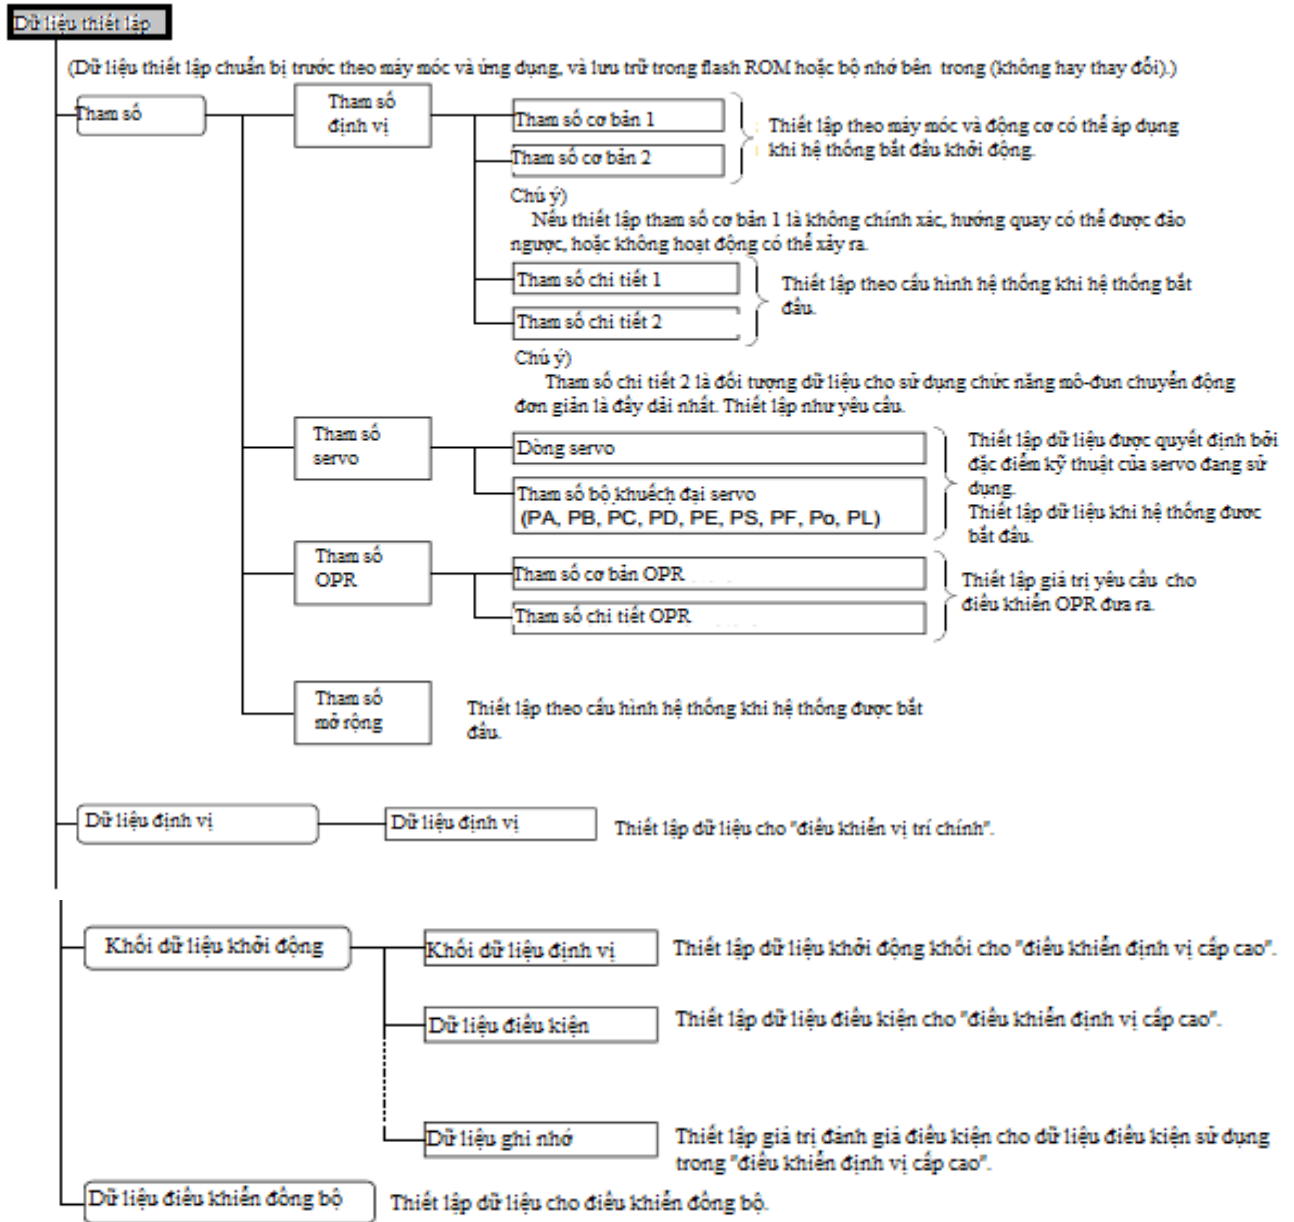 Dữ liệu thiết lập
(Dữ liệu thiết lập chuẩn bị trước theo máy móc và ứng dụng, và lưu trữ trong flash ROM hoặc bộ nhớ bên trong (không hay thay đổi).)
Tham số
Tham số
định vị
Tham số cơ bản 1
Tham số cơ bản 2
Thiết lập theo máy móc và động cơ có thể áp dụng
khi hệ thống bắt đầu khởi động.
Chú ý)
Nếu thiết lập tham số cơ bản 1 là không chính xác, hướng quay có thể được đảo
ngược, hoặc không hoạt động có thể xảy ra.
Tham số chi tiết 1
Tham số chi tiết 2
Thiết lập theo cấu hình hệ thống khi hệ thống bắt
đầu.
Chú ý)
Tham số chi tiết 2 là đối tượng dữ liệu cho sử dụng chức năng mô-đun chuyển động
đơn giản là đầy dải nhất. Thiết lập như yêu cầu.
Tham số
servo
Dòng servo
Tham số bộ khuếch đại servo
(PA, PB, PC, PD, PE, PS, PF, Po, PL)
Thiết lập dữ liệu được quyết định bởi
đặc điểm kỹ thuật của servo đang sử
dụng.
Thiết lập dữ liệu khi hệ thống được
bắt đầu.
Tham số
OPR
Tham số cơ bản OPR
Tham số chi tiết OPR
Thiết lập giá trị yêu cầu cho
điều khiển OPR đưa ra.
Tham số
mở rộng
Thiết lập theo cấu hình hệ thống khi hệ thống được bắt
đầu.
Dữ liệu định vị
Dữ liệu định vị
Thiết lập dữ liệu cho "điều khiển vị trí chính".
Khối dữ liệu khởi động
Khối dữ liệu định vị
Thiết lập dữ liệu khởi động khối cho "điều khiển định vị cấp cao".
Dữ liệu điều kiện
Thiết lập dữ liệu điều kiện cho "điều khiển định vị cấp cao".
Dữ liệu ghi nhớ
Thiết lập giá trị đánh giá điều kiện cho dữ liệu điều kiện sử dụng
trong "điều khiển định vị cấp cao".
Dữ liệu điều khiển đồng bộ
Thiết lập dữ liệu cho điều khiển đồng bộ.